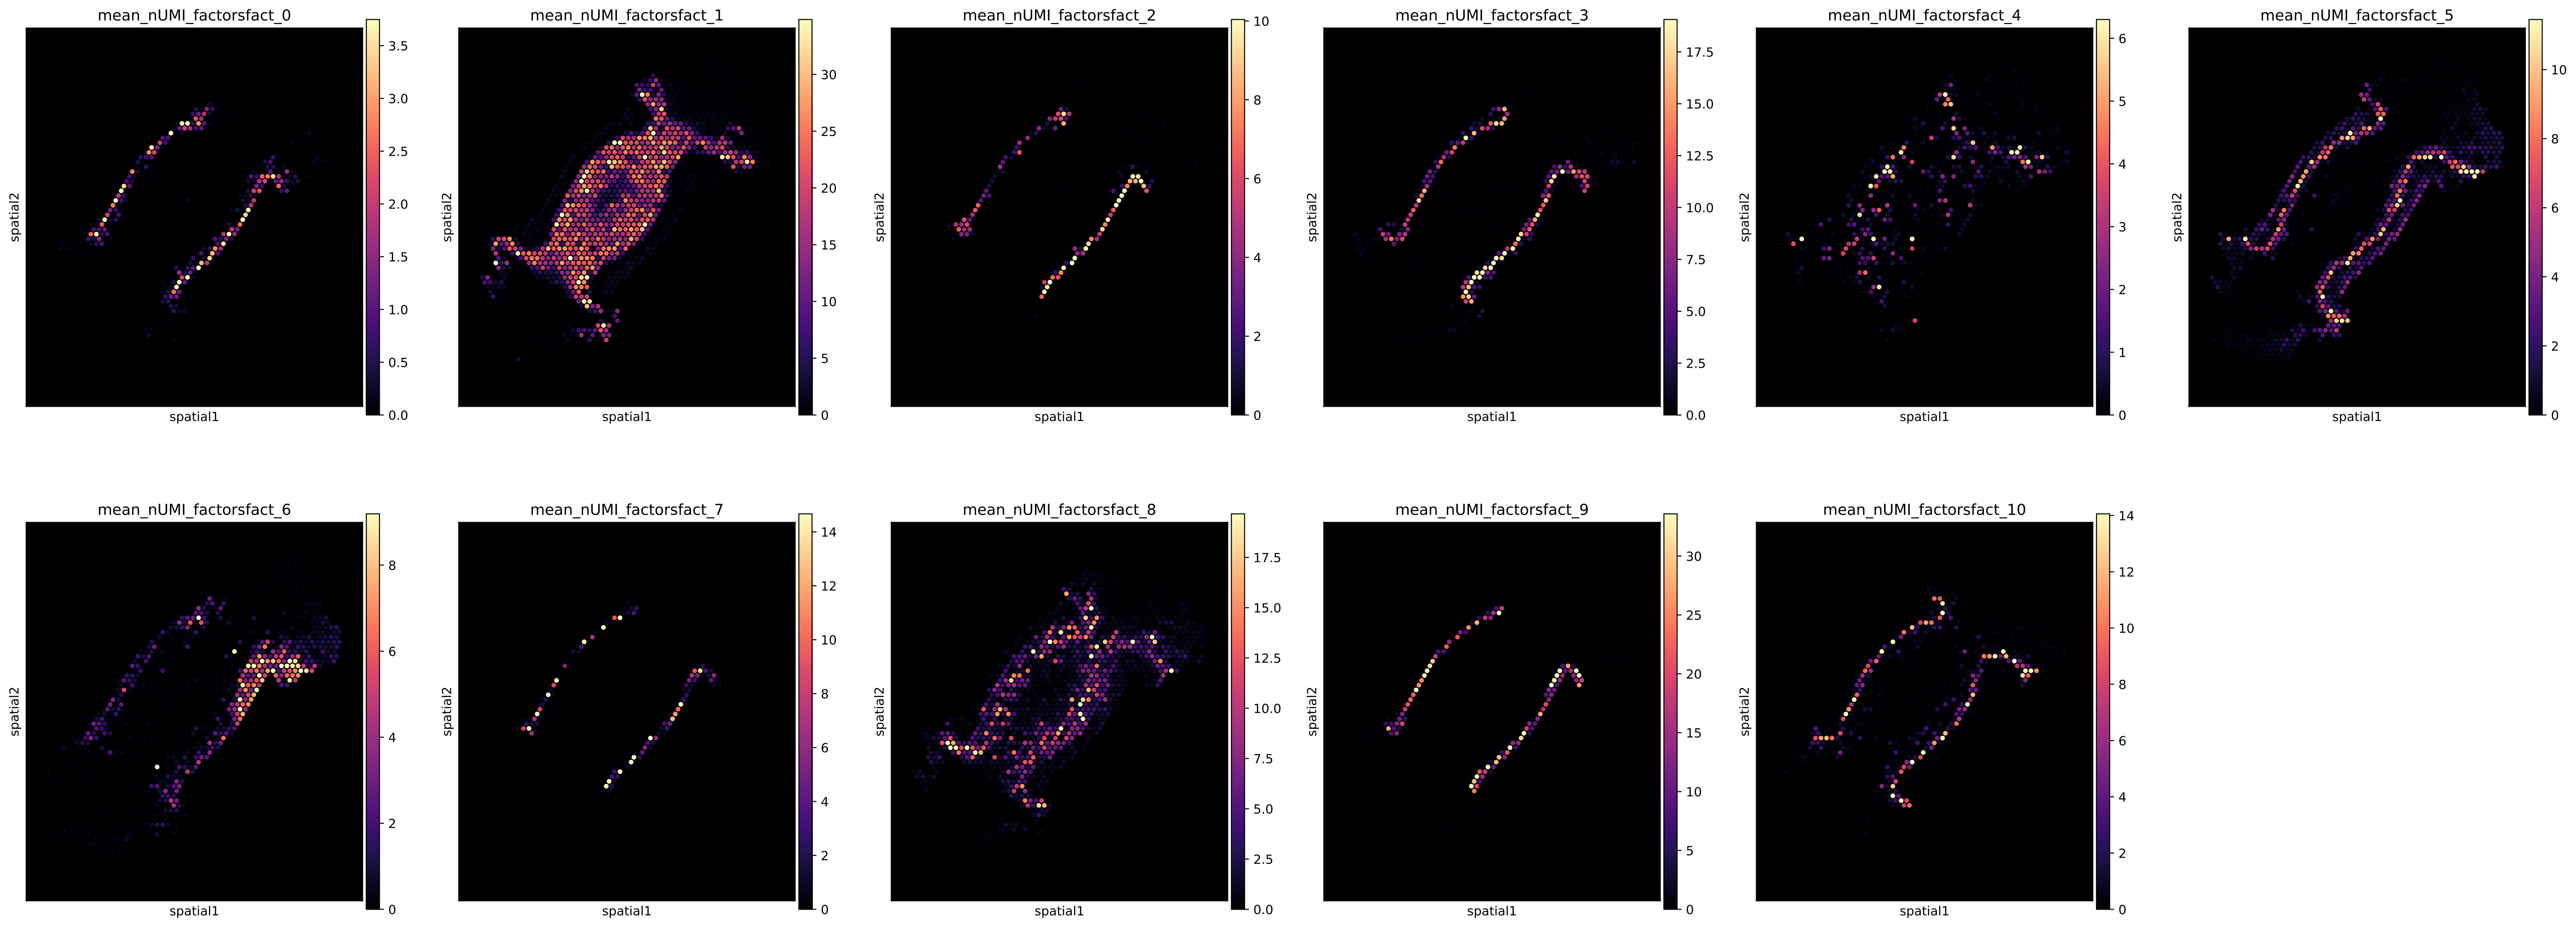 mean_nUMI_factorsfact_0
spatial2
spatial1
3.5
3.0
2.5
2.0
1.5
1.0
0.5
0.0
mean_nUMI_factorsfact_1
spatial2
spatial1
30
25
20
15
10
5
0
mean_nUMI_factorsfact_2
spatial2
spatial1
10
8
6
4
2
0
mean_nUMI_factorsfact_3
spatial2
spatial1
17.5
15.0
12.5
10.0
7.5
5.0
2.5
0.0
mean_nUMI_factorsfact_4
spatial2
spatial1
6
5
4
3
2
1
0
mean_nUMI_factorsfact_5
spatial2
spatial1
10
8
6
4
2
0
mean_nUMI_factorsfact_6
spatial2
spatial1
8
6
4
2
0
mean_nUMI_factorsfact_7
spatial2
spatial1
14
12
10
8
6
4
2
0
mean_nUMI_factorsfact_8
spatial2
spatial1
17.5
15.0
12.5
10.0
7.5
5.0
2.5
0.0
mean_nUMI_factorsfact_9
spatial2
spatial1
30
25
20
15
10
5
0
mean_nUMI_factorsfact_10
spatial2
spatial1
14
12
10
8
6
4
2
0